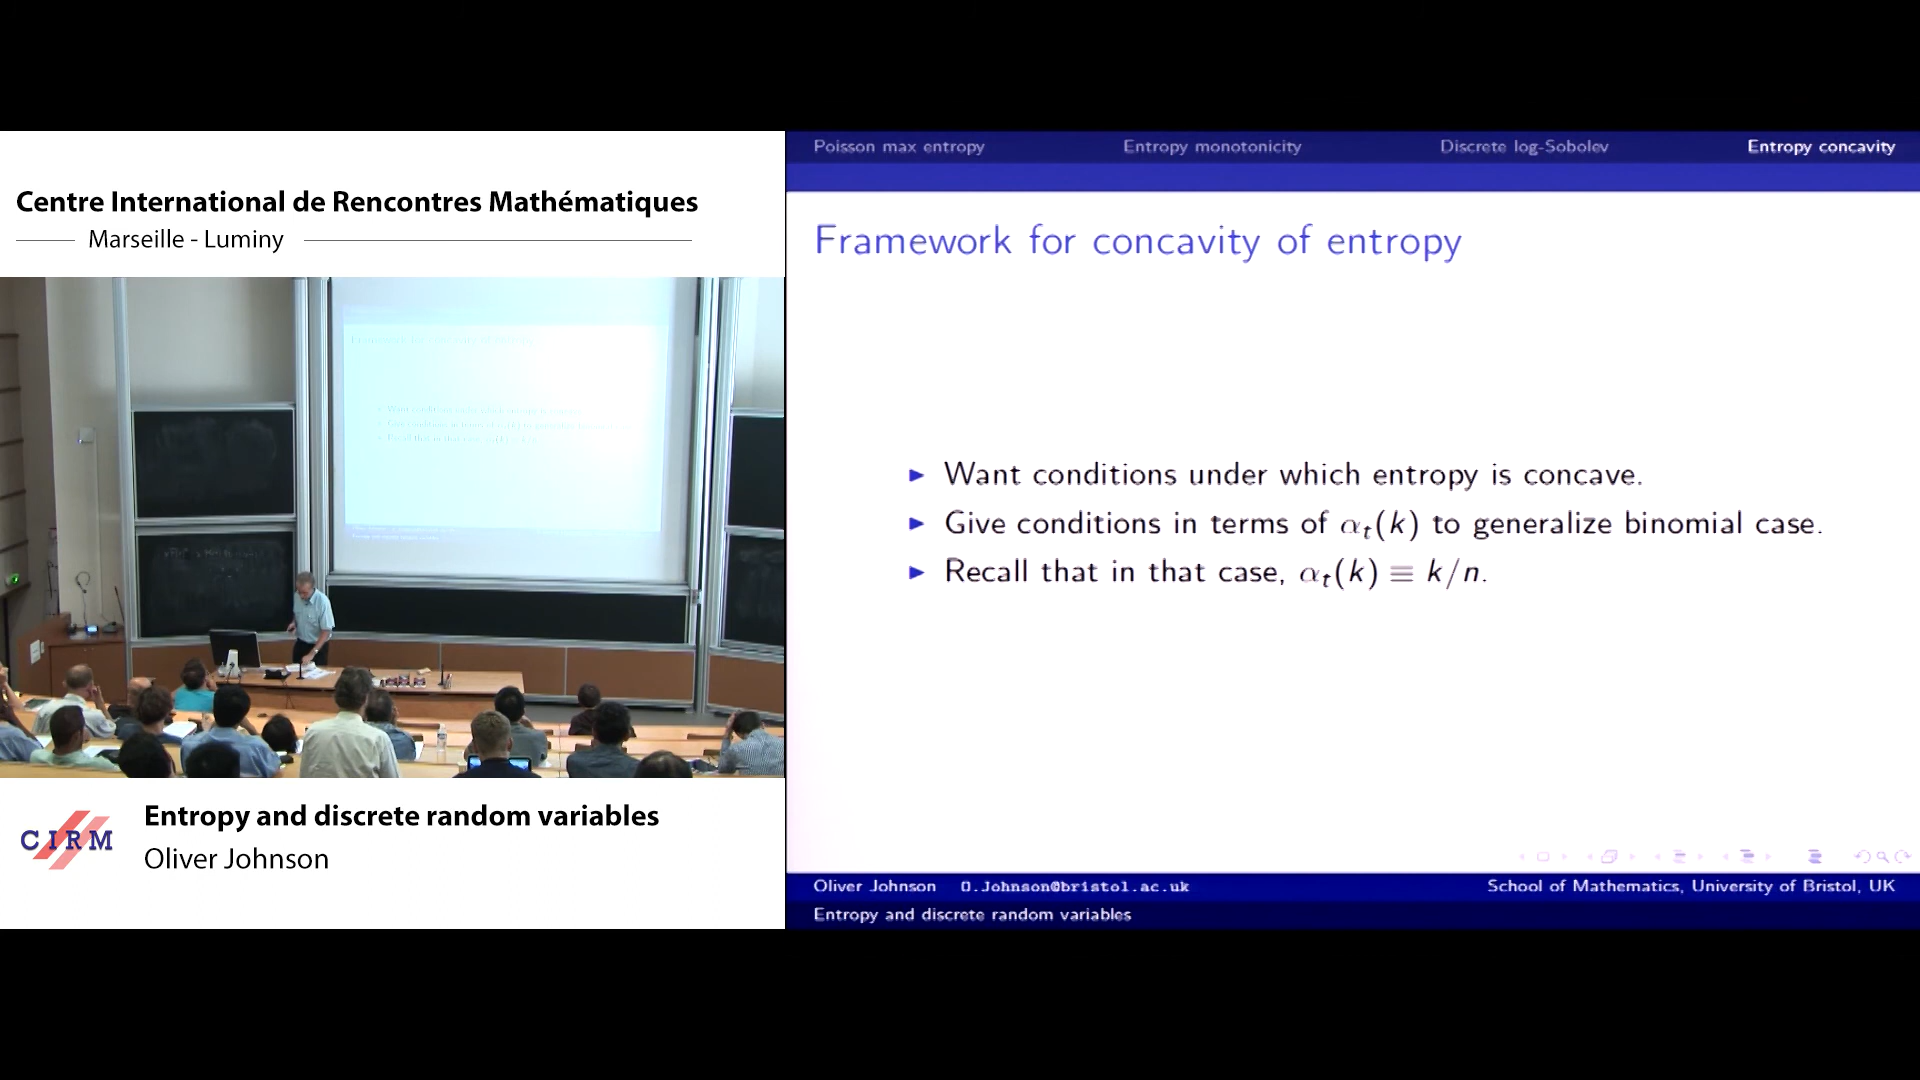 Centre International de Rencontres Mathématiques
Marseille - Luminy
CIRM
Entropy and discrete random variables
Oliver Johnson
Poisson max entropy Entropy monotonicity Discrete log-Sobolev Entropy concavity
Framework for concavity of entropy
► Want conditions under which entropy is concave.
► Give conditions in terms of αₜ(k) to generalize binomial case.
► Recall that in that case, αₜ(k) ≡ k/n.
Oliver Johnson O.Johnson@bristol.ac.uk School of Mathematics, University of Bristol, UK
Entropy and discrete random variables